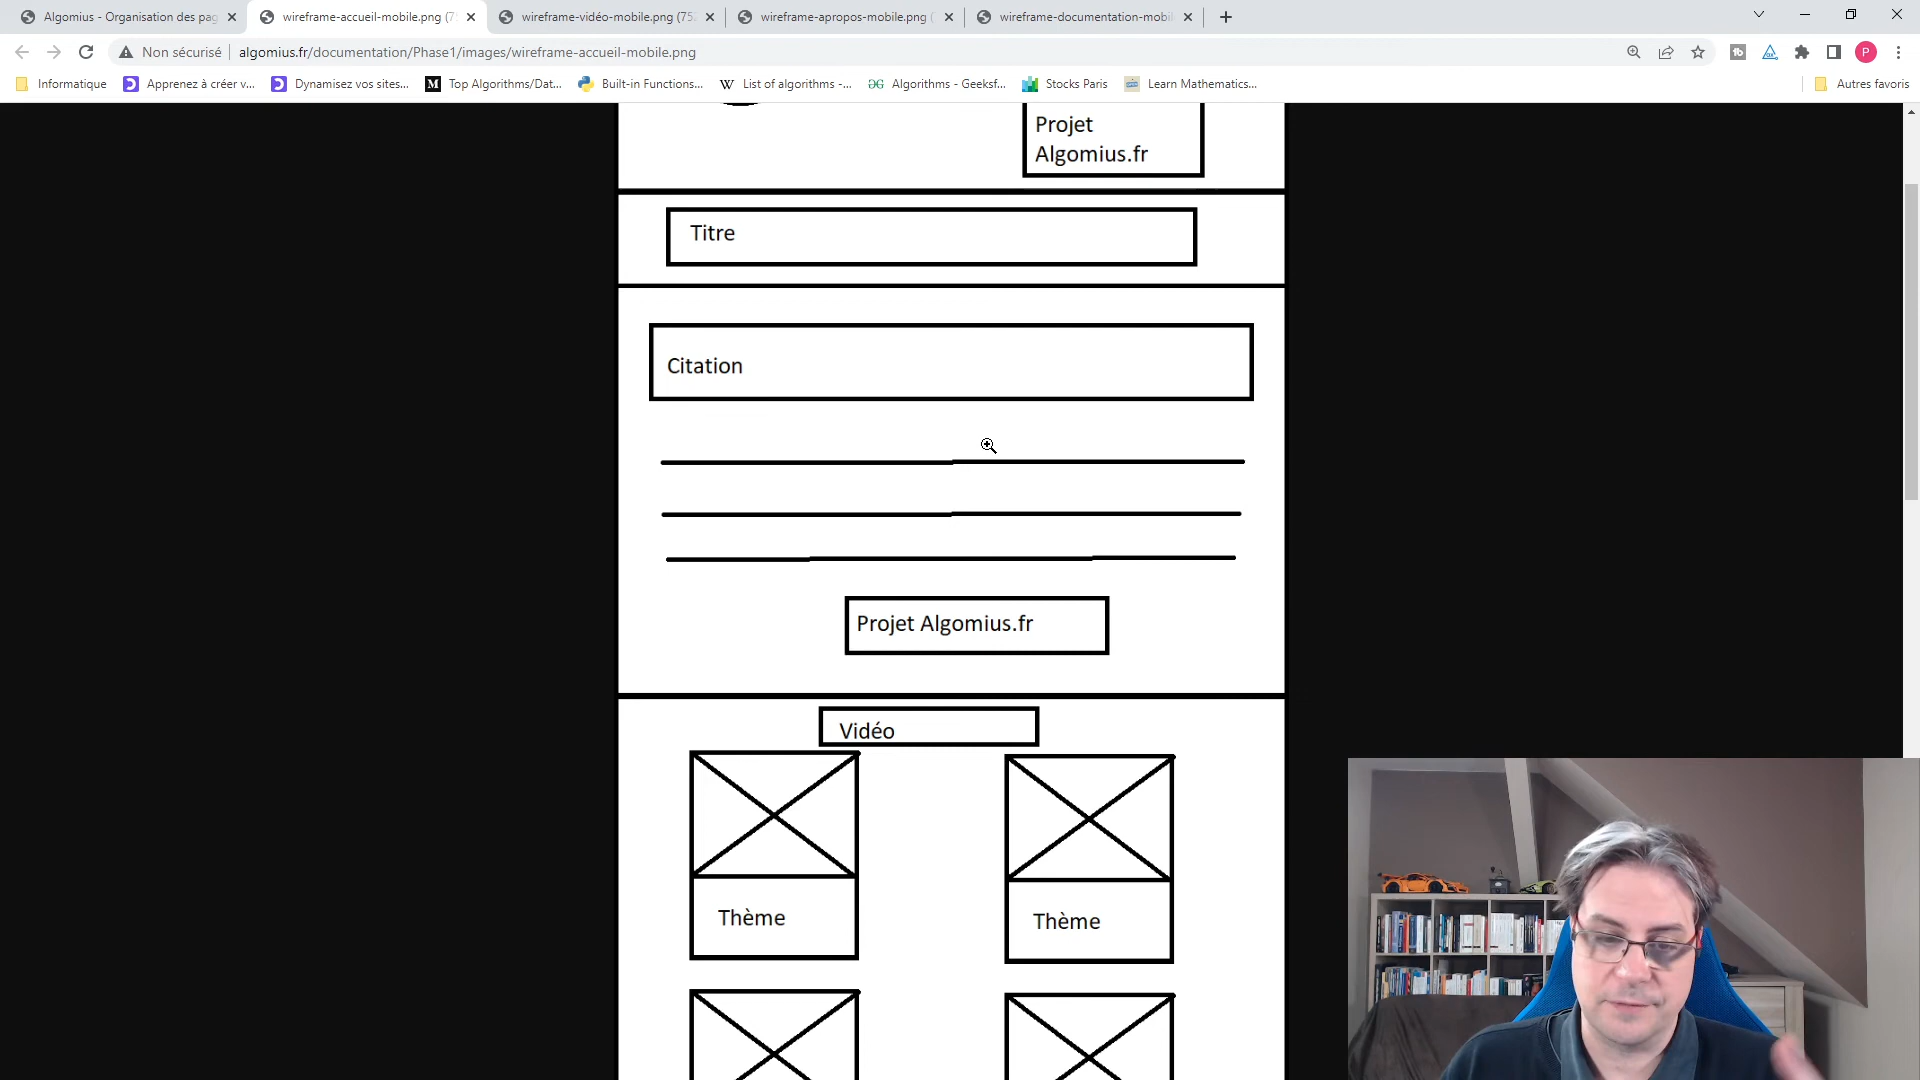 Algomius - Organisation des pag
wireframe-accueil-mobile.png (7
wireframe-vidéo-mobile.png (75
wireframe-apropos-mobile.png (
wireframe-documentation-mobil
Non sécurisé
algomius.fr/documentation/Phase1/images/wireframe-accueil-mobile.png
P
Informatique
Apprenez à créer v...
Dynamisez vos sites...
M
Top Algorithms/Dat...
Built-in Functions...
W
List of algorithms -...
Algorithms - Geeksf...
Stocks Paris
Learn Mathematics...
Autres favoris
Projet
Algomius.fr
Titre
Citation
Projet Algomius.fr
Vidéo
Thème
Thème